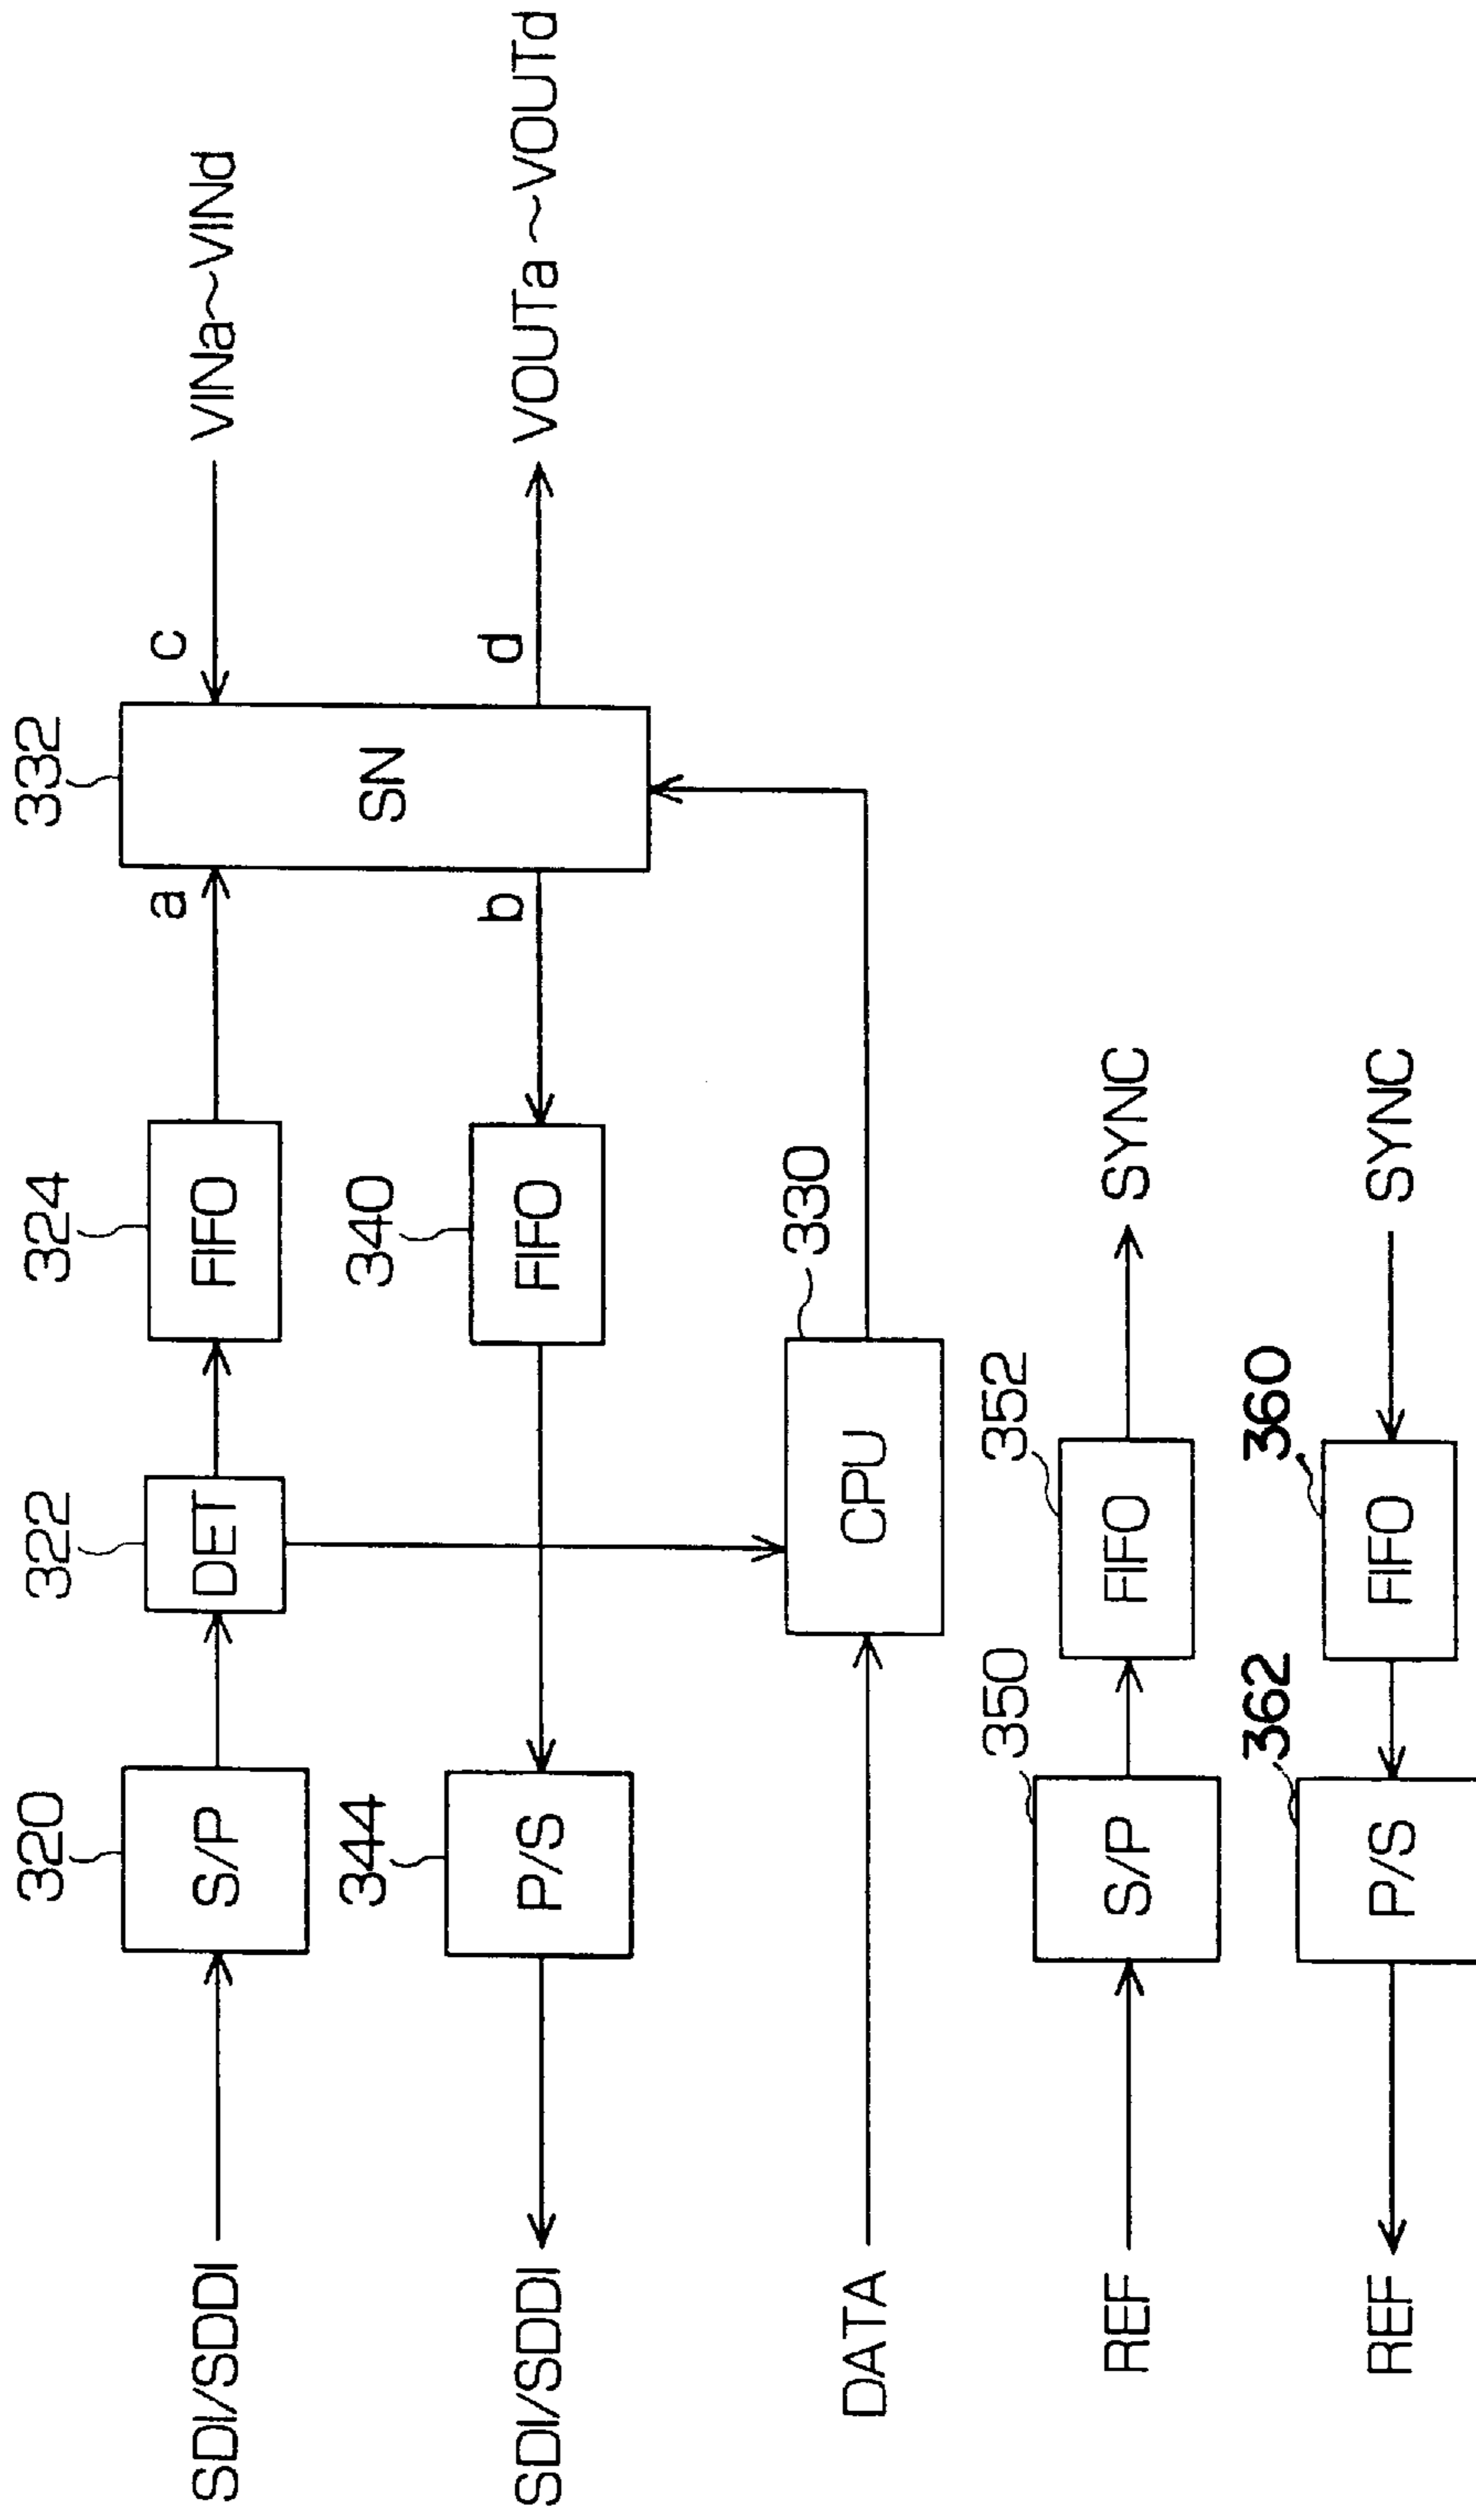 320
322
324
332
SDI/SDDI
S/P
DET
FIFO
a
SN
c
VINa~VINd
344
340
SDI/SDDI
P/S
FIFO
b
d
VOUTa~VOUTd
330
DATA
CPU
350
352
REF
S/P
FIFO
SYNC
362
360
REF
P/S
FIFO
SYNC